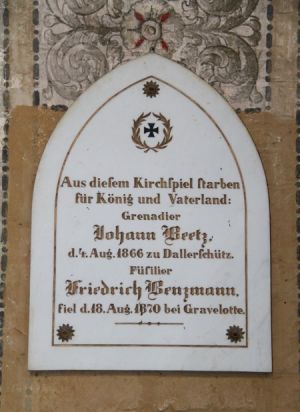 Aus dieſem Kirchſpiel ſtarben
für König und Vaterland:
Grenadier
Johann Beetz,
d. 4. Aug. 1866 zu Dallerſchütz.
Füſilier
Friedrich Benzmann,
fiel d. 18. Aug. 1870 bei Gravelotte.